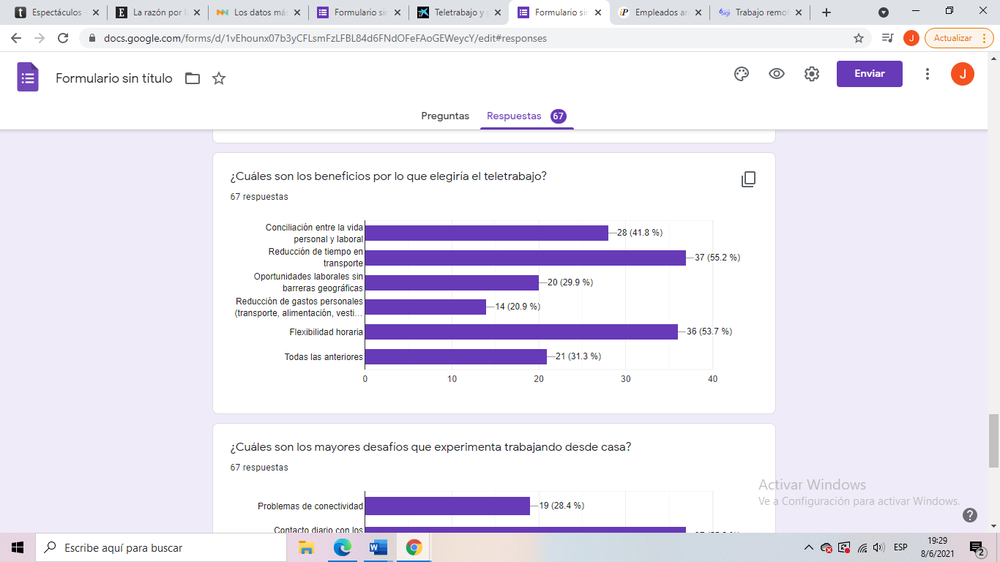 Espectáculos
La razón por l
Los datos má
Formulario sin
Teletrabajo y
Formulario sin
Empleados
Trabajo remo
docs.google.com/forms/d/1vEhounx07b3yCFLsmFzLFBL84d6FNdOFeFAoGEWeycY/edit#responses
J
Actualizar
Formulario sin título
Enviar
J
Preguntas
Respuestas 67
¿Cuáles son los beneficios por lo que elegiría el teletrabajo?
67 respuestas
Conciliación entre la vida
personal y laboral
28 (41.8 %)
Reducción de tiempo en
transporte
37 (55.2 %)
Oportunidades laborales sin
barreras geográficas
20 (29.9 %)
Reducción de gastos personales
(transporte, alimentación, vesti…
14 (20.9 %)
Flexibilidad horaria
36 (53.7 %)
Todas las anteriores
21 (31.3 %)
0 10 20 30 40
¿Cuáles son los mayores desafíos que experimenta trabajando desde casa?
67 respuestas
Problemas de conectividad
19 (28.4 %)
Contacto diario con los
Activar Windows
Ve a Configuración para activar Windows.
Escribe aquí para buscar
ESP
19:29
8/6/2021
2